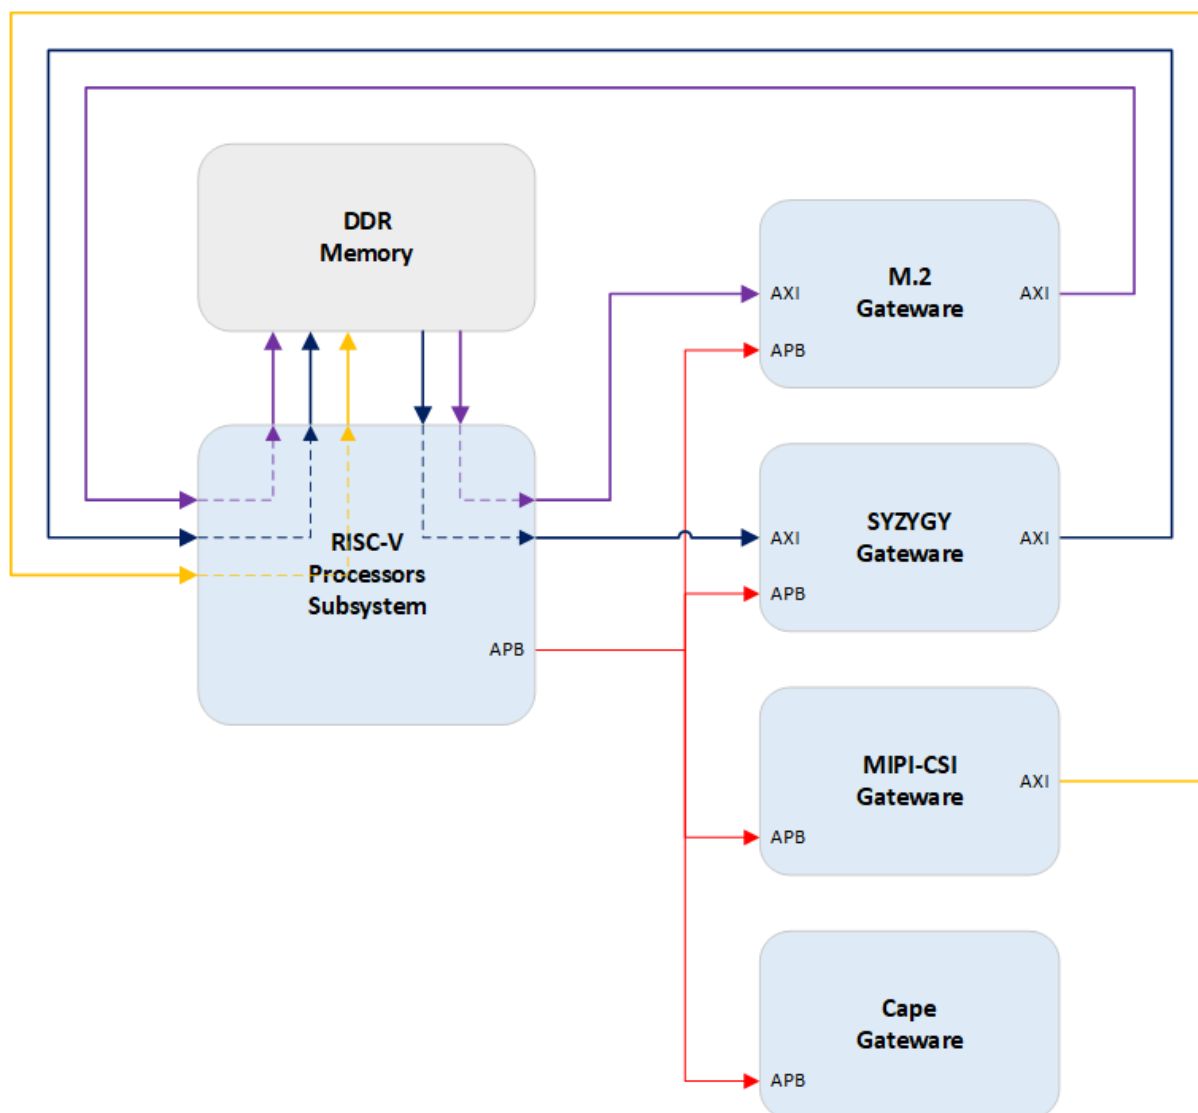 DDR
Memory
M.2
Gateware
AXI
AXI
APB
RISC-V
Processors
Subsystem
APB
SYZYGY
Gateware
AXI
AXI
APB
MIPI-CSI
Gateware
AXI
APB
Cape
Gateware
APB